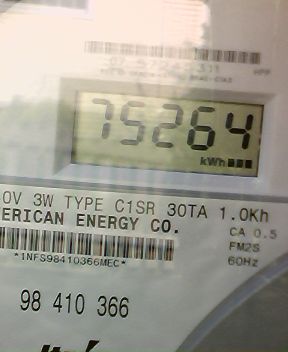 75264
kWh
0V 3W TYPE C1SR 30TA 1.0Kh
ERICAN ENERGY CO.
CA 0.5
FM2S
*INFS98410366MEC*
60Hz
98 410 366